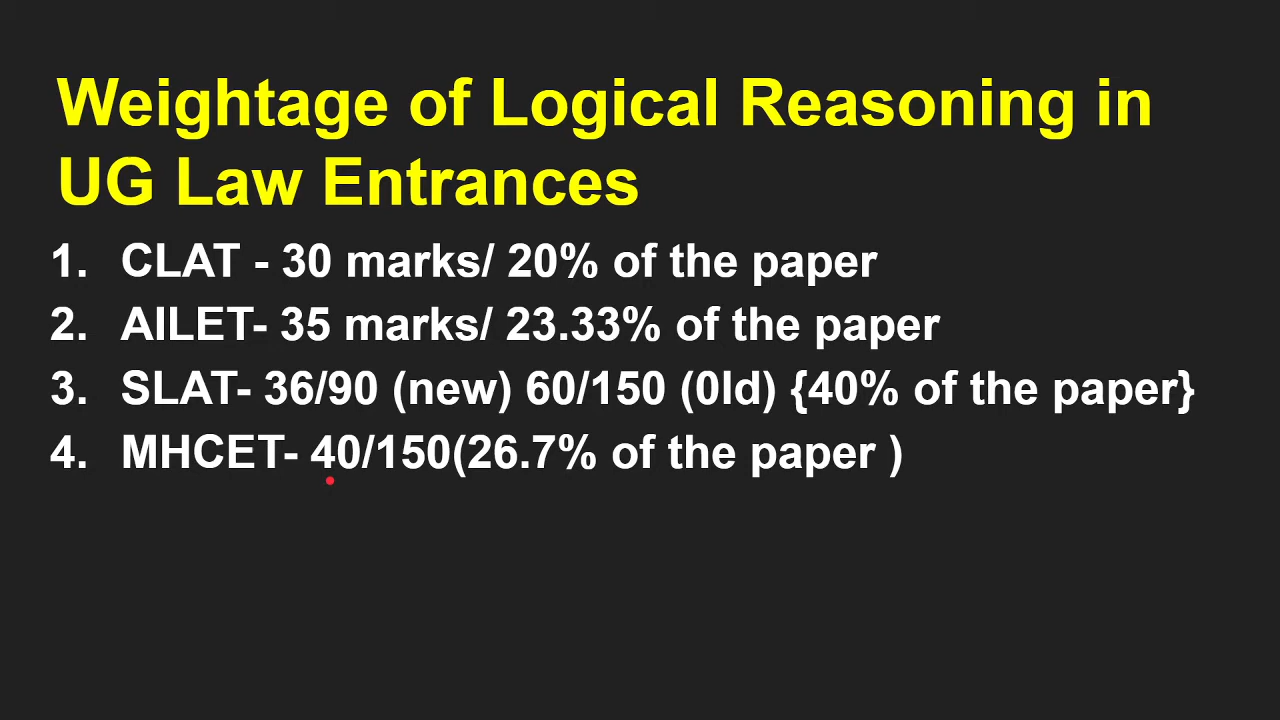 Weightage of Logical Reasoning in
UG Law Entrances
1. CLAT - 30 marks/ 20% of the paper
2. AILET- 35 marks/ 23.33% of the paper
3. SLAT- 36/90 (new) 60/150 (0ld) {40% of the paper}
4. MHCET- 40/150(26.7% of the paper )